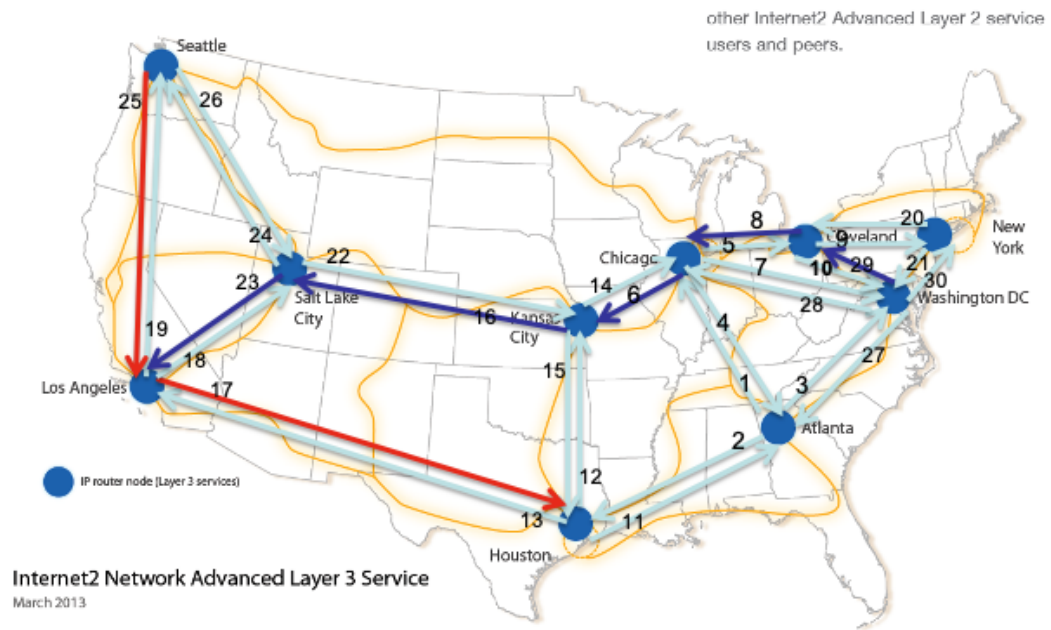 other Internet2 Advanced Layer 2 service
users and peers.
Seattle
25
26
8
20
New
York
24
22
Chicago
5
Cleveland
9
7
10
29
21
30
23
Salt Lake
City
14
6
28
Washington DC
16
Kansas
City
4
19
18
15
27
Los Angeles
17
1
3
Atlanta
2
IP router node (Layer 3 services)
12
13
11
Houston
Internet2 Network Advanced Layer 3 Service
March 2013